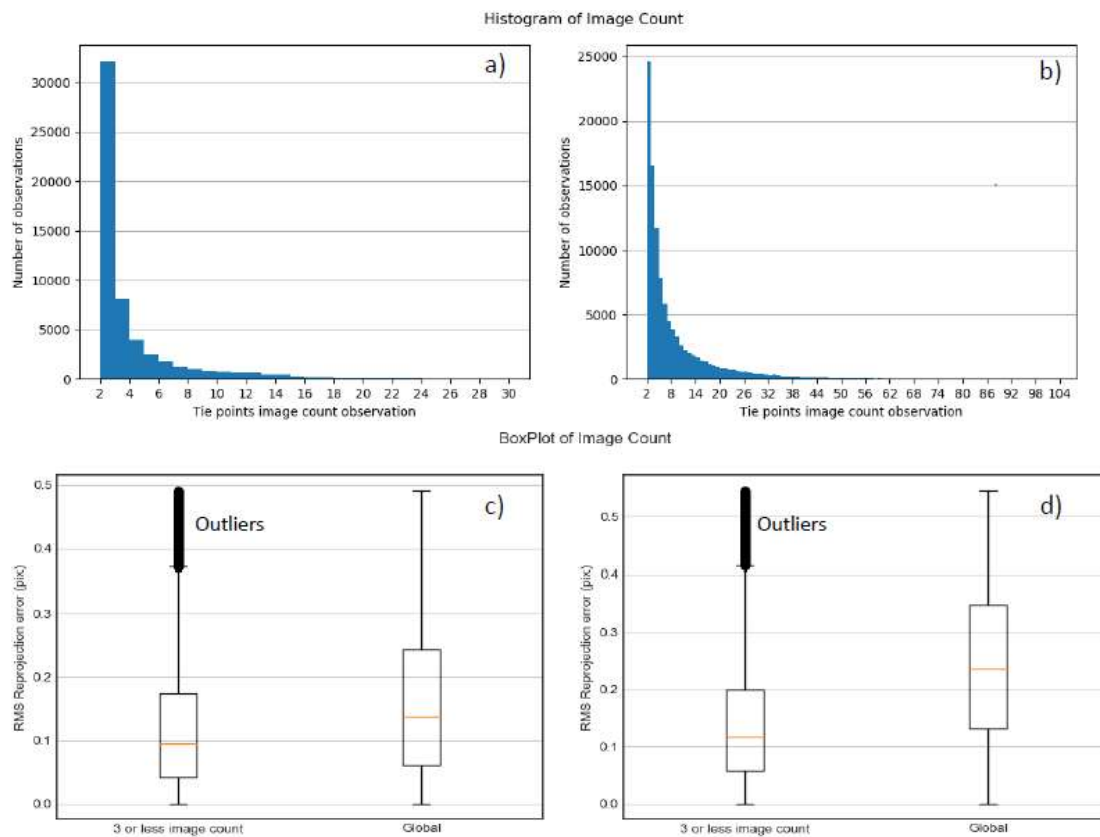 Histogram of Image Count
a)
30000
25000
20000
15000
10000
5000
0
Number of observations
2 4 6 8 10 12 14 16 18 20 22 24 26 28 30
Tie points image count observation
b)
25000
20000
15000
10000
5000
0
Number of observations
2 8 14 20 26 32 38 44 50 56 62 68 74 80 86 92 98 104
Tie points image count observation
BoxPlot of Image Count
c)
Outliers
0.5
0.4
0.3
0.2
0.1
0.0
RMS Reprojection error (pix)
3 or less image count Global
d)
Outliers
0.5
0.4
0.3
0.2
0.1
0.0
RMS Reprojection error (pix)
3 or less image count Global